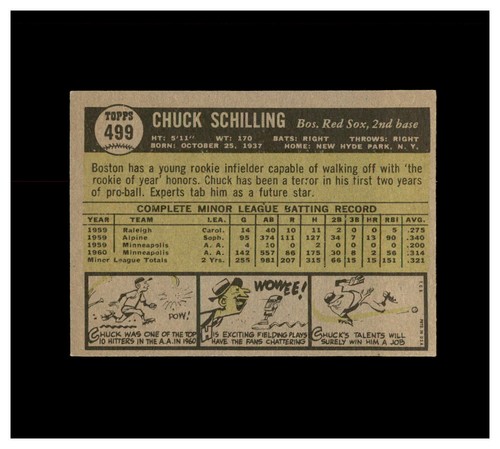 TOPPS
499
CHUCK SCHILLING Bos. Red Sox, 2nd base
HT: 5'11" WT: 170 BATS: RIGHT THROWS: RIGHT
BORN: OCTOBER 25, 1937 HOME: NEW HYDE PARK, N. Y.
Boston has a young rookie infielder capable of walking off with 'the
rookie of year' honors. Chuck has been a terror in his first two years
of pro-ball. Experts tab him as a future star.
COMPLETE MINOR LEAGUE BATTING RECORD
YEAR TEAM LEA. G AB R H 2B 3B HR RBI AVG.
1959 Raleigh Carol. 14 40 10 11 2 0 0 5 .275
1959 Alpine Soph. 95 374 111 127 34 7 13 90 .340
1959 Minneapolis A. A. 4 10 0 2 0 0 0 0 .200
1960 Minneapolis A. A. 142 557 86 175 30 8 2 56 .314
Minor League Totals 2 Yrs. 255 981 207 315 66 15 15 151 .321
POW!
CHUCK WAS ONE OF THE TOP
10 HITTERS IN THE A.A. IN 1960
WOWEE!
HIS EXCITING FIELDING PLAYS
HAVE THE FANS CHATTERING
CHUCK'S TALENTS WILL
SURELY WIN HIM A JOB